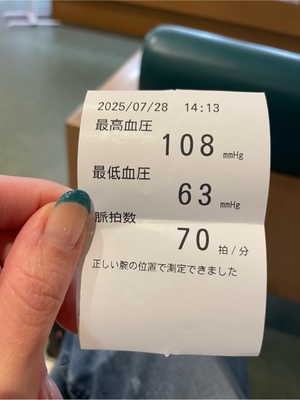 2025/07/28 14:13
最高血圧
108 mmHg
最低血圧
63 mmHg
脈拍数
70 拍/分
正しい腕の位置で測定できました